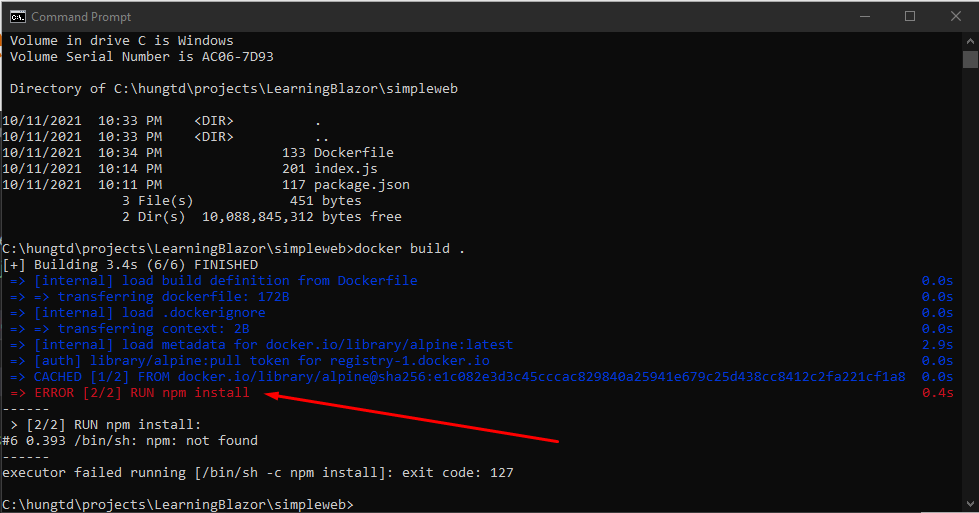 Command Prompt
Volume in drive C is Windows
Volume Serial Number is AC06-7D93
Directory of C:\hungtd\projects\LearningBlazor\simpleweb
10/11/2021  10:33 PM    <DIR>          .
10/11/2021  10:33 PM    <DIR>          ..
10/11/2021  10:34 PM               133 Dockerfile
10/11/2021  10:14 PM               201 index.js
10/11/2021  10:11 PM               117 package.json
3 File(s)            451 bytes
2 Dir(s)  10,088,845,312 bytes free
C:\hungtd\projects\LearningBlazor\simpleweb>docker build .
[+] Building 3.4s (6/6) FINISHED
=> [internal] load build definition from Dockerfile 0.0s
=> => transferring dockerfile: 172B 0.0s
=> [internal] load .dockerignore 0.0s
=> => transferring context: 2B 0.0s
=> [internal] load metadata for docker.io/library/alpine:latest 2.9s
=> [auth] library/alpine:pull token for registry-1.docker.io 0.0s
=> CACHED [1/2] FROM docker.io/library/alpine@sha256:e1c082e3d3c45cccac829840a25941e679c25d438cc8412c2fa221cf1a8 0.0s
=> ERROR [2/2] RUN npm install 0.4s
------
> [2/2] RUN npm install:
#6 0.393 /bin/sh: npm: not found
------
executor failed running [/bin/sh -c npm install]: exit code: 127
C:\hungtd\projects\LearningBlazor\simpleweb>